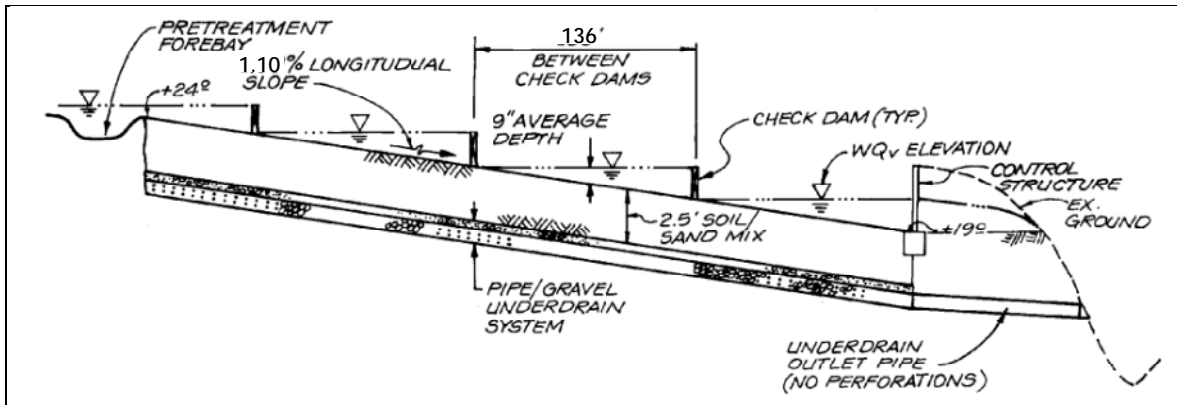 PRETREATMENT
FOREBAY
1.10 % LONGITUDUAL
SLOPE
+24º
136'
BETWEEN
CHECK DAMS
9" AVERAGE
DEPTH
CHECK DAM (TYP.)
WQv ELEVATION
CONTROL
STRUCTURE
EX.
GROUND
±19º
2.5' SOIL/
SAND MIX
PIPE/GRAVEL
UNDERDRAIN
SYSTEM
UNDERDRAIN
OUTLET PIPE
(NO PERFORATIONS)